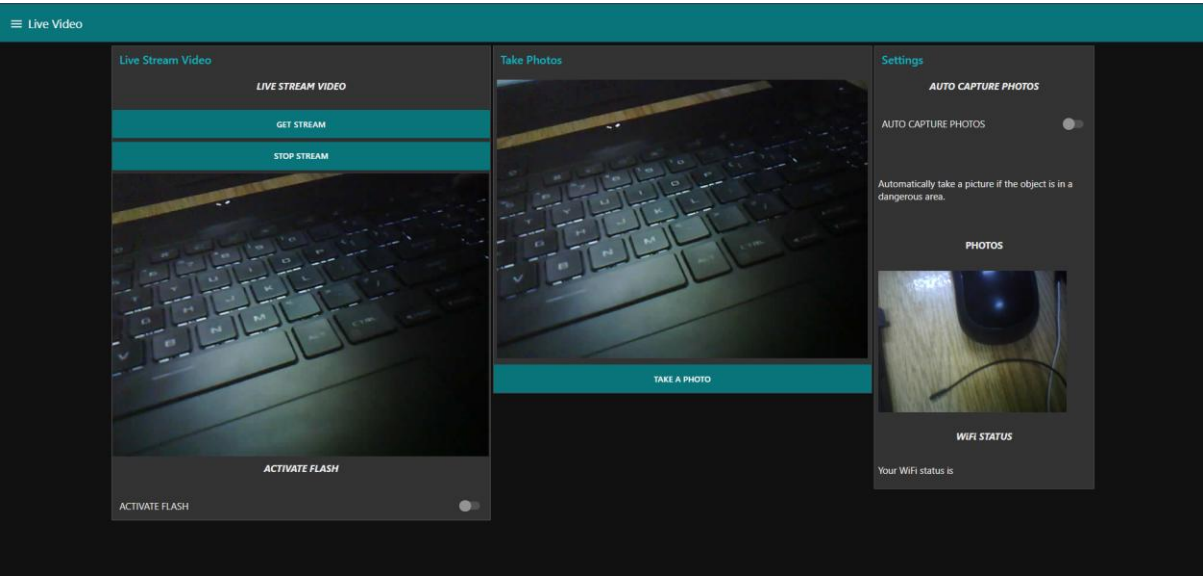 Live Video
Live Stream Video
LIVE STREAM VIDEO
GET STREAM
STOP STREAM
ACTIVATE FLASH
ACTIVATE FLASH
Take Photos
TAKE A PHOTO
Settings
AUTO CAPTURE PHOTOS
AUTO CAPTURE PHOTOS
Automatically take a picture if the object is in a
dangerous area.
PHOTOS
WiFi STATUS
Your WiFi status is